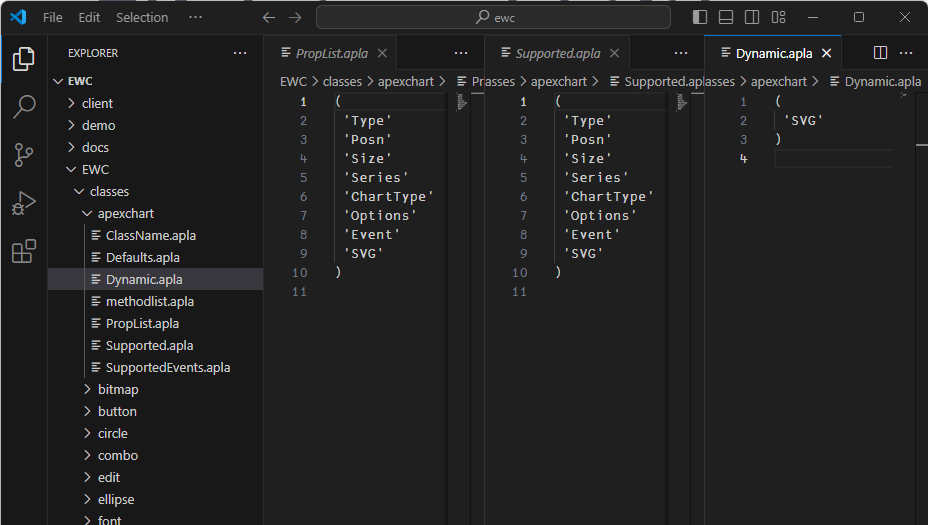 File Edit Selection ··· ewc
EXPLORER ···
EWC
client
demo
docs
EWC
classes
apexchart
ClassName.apla
Defaults.apla
Dynamic.apla
methodlist.apla
PropList.apla
Supported.apla
SupportedEvents.apla
bitmap
button
circle
combo
edit
ellipse
font
PropList.apla ···
EWC > classes > apexchart > Pr
1 (
2 'Type'
3 'Posn'
4 'Size'
5 'Series'
6 'ChartType'
7 'Options'
8 'Event'
9 'SVG'
10 )
11
Supported.apla ···
asses > apexchart > Supported.ap
1 (
2 'Type'
3 'Posn'
4 'Size'
5 'Series'
6 'ChartType'
7 'Options'
8 'Event'
9 'SVG'
10 )
11
Dynamic.apla ···
lasses > apexchart > Dynamic.apla
1 (
2 'SVG'
3 )
4